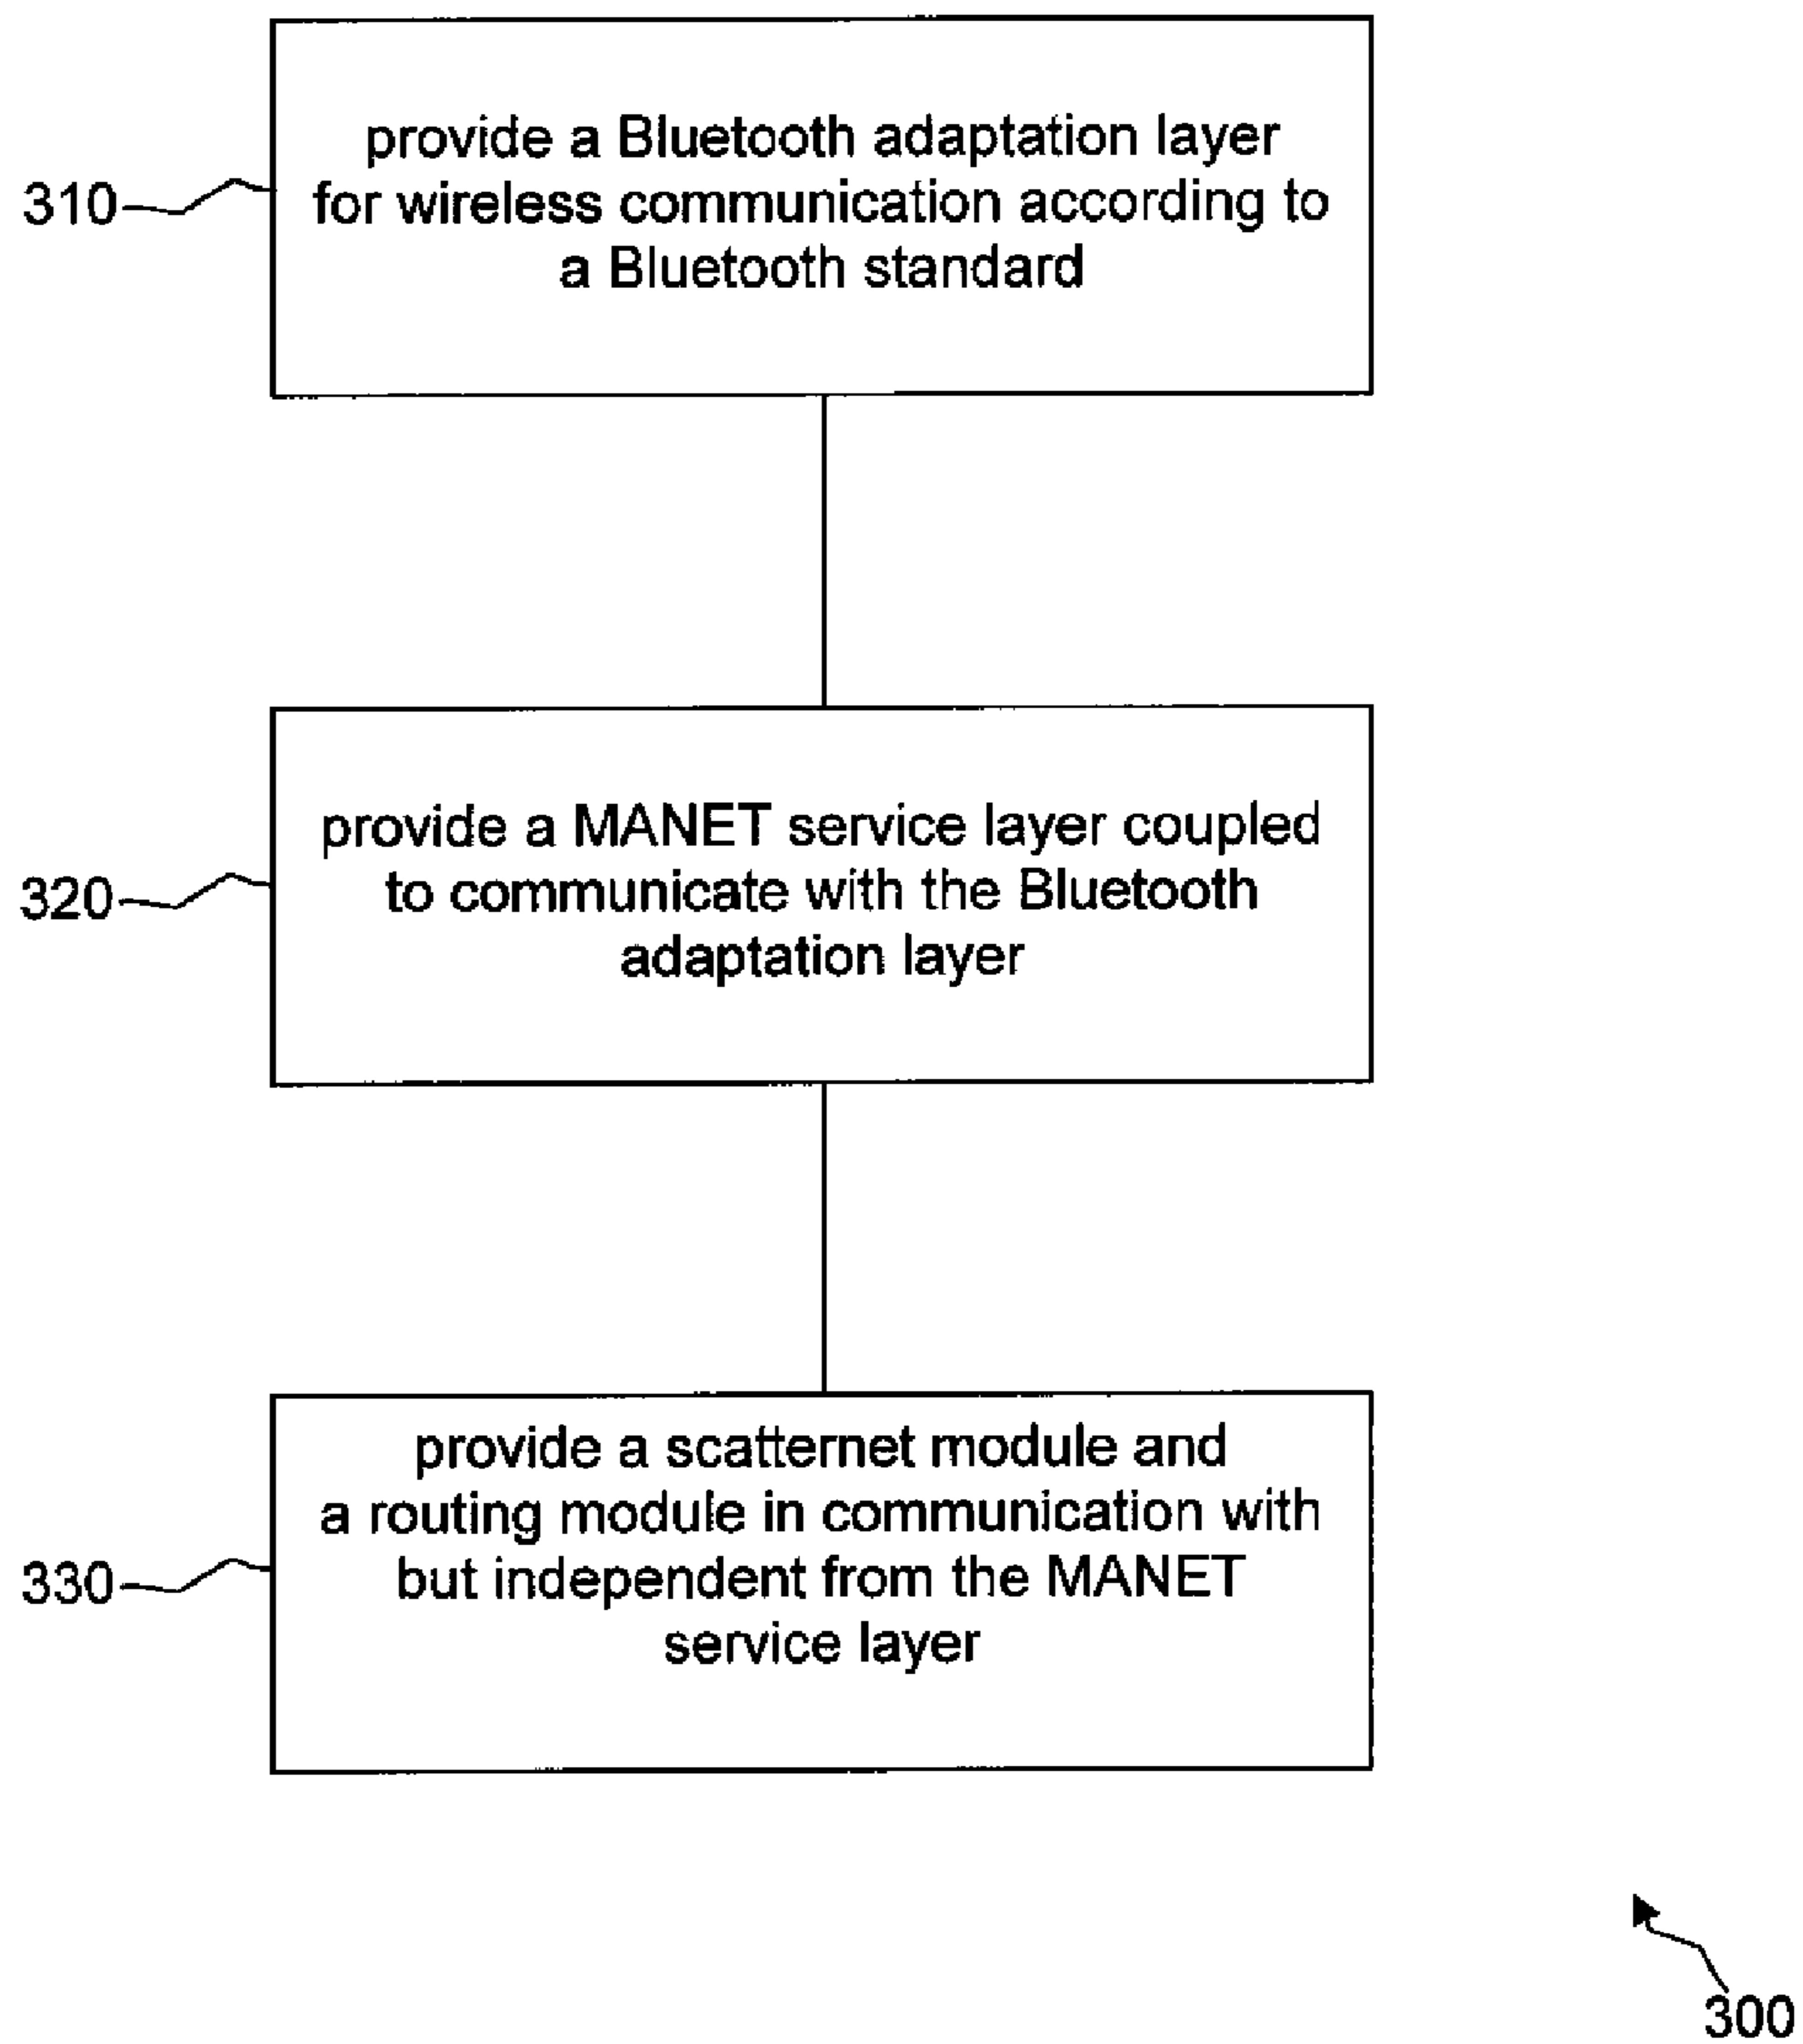 provide a Bluetooth adaptation layer
for wireless communication according to
a Bluetooth standard
310
provide a MANET service layer coupled
to communicate with the Bluetooth
adaptation layer
320
provide a scatternet module and
a routing module in communication with
but independent from the MANET
service layer
330
300